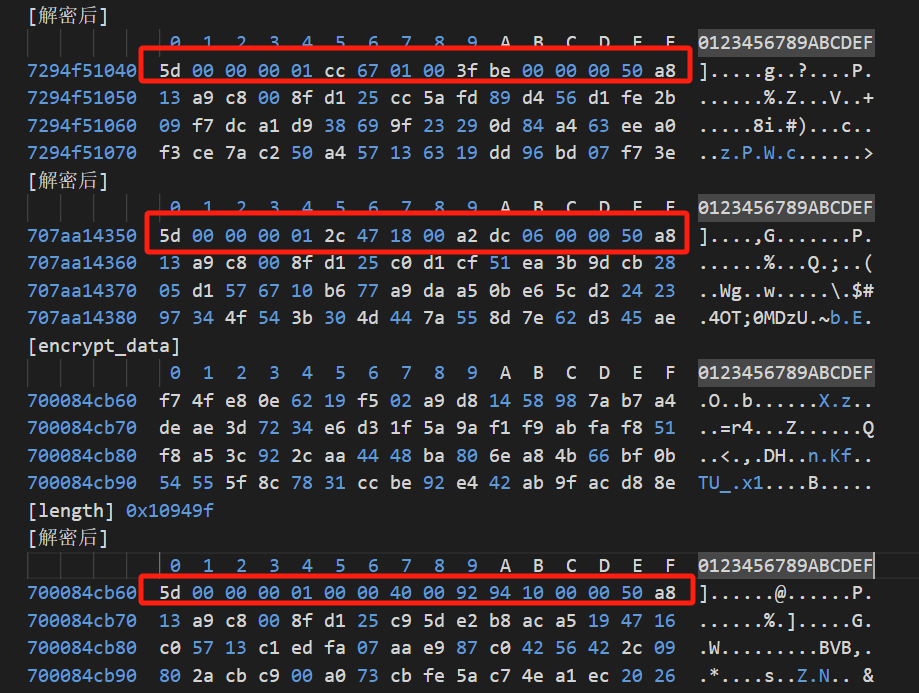 [解密后]
0 1 2 3 4 5 6 7 8 9 A B C D E F 0123456789ABCDEF
7294f51040 5d 00 00 00 01 cc 67 01 00 3f be 00 00 00 50 a8 ].....g..?....P.
7294f51050 13 a9 c8 00 8f d1 25 cc 5a fd 89 d4 56 d1 fe 2b ......%.Z...V..+
7294f51060 09 f7 dc a1 d9 38 69 9f 23 29 0d 84 a4 63 ee a0 .....8i.#)...c..
7294f51070 f3 ce 7a c2 50 a4 57 13 63 19 dd 96 bd 07 f7 3e ..z.P.W.c......>
[解密后]
0 1 2 3 4 5 6 7 8 9 A B C D E F 0123456789ABCDEF
707aa14350 5d 00 00 00 01 2c 47 18 00 a2 dc 06 00 00 50 a8 ]....,G.......P.
707aa14360 13 a9 c8 00 8f d1 25 c0 d1 cf 51 ea 3b 9d cb 28 ......%...Q.;..(
707aa14370 05 d1 57 67 10 b6 77 a9 da a5 0b e6 5c d2 24 23 ..Wg..w.....\.$#
707aa14380 97 34 4f 54 3b 30 4d 44 7a 55 8d 7e 62 d3 45 ae .4OT;0MDzU.~b.E.
[encrypt_data]
0 1 2 3 4 5 6 7 8 9 A B C D E F 0123456789ABCDEF
700084cb60 f7 4f e8 0e 62 19 f5 02 a9 d8 14 58 98 7a b7 a4 .O..b......X.z..
700084cb70 de ae 3d 72 34 e6 d3 1f 5a 9a f1 f9 ab fa f8 51 ..=r4...Z......Q
700084cb80 f8 a5 3c 92 2c aa 44 48 ba 80 6e a8 4b 66 bf 0b ..<.,.DH..n.Kf..
700084cb90 54 55 5f 8c 78 31 cc be 92 e4 42 ab 9f ac d8 8e TU_.x1....B.....
[length] 0x10949f
[解密后]
0 1 2 3 4 5 6 7 8 9 A B C D E F 0123456789ABCDEF
700084cb60 5d 00 00 00 01 00 00 40 00 92 94 10 00 00 50 a8 ]......@......P.
700084cb70 13 a9 c8 00 8f d1 25 c9 5d e2 b8 ac a5 19 47 16 ......%.].....G.
700084cb80 c0 57 13 c1 ed fa 07 aa e9 87 c0 42 56 42 2c 09 .W.........BVB,.
700084cb90 80 2a cb c9 00 a0 73 cb fe 5a c7 4e a1 ec 20 26 .*....s..Z.N.. &